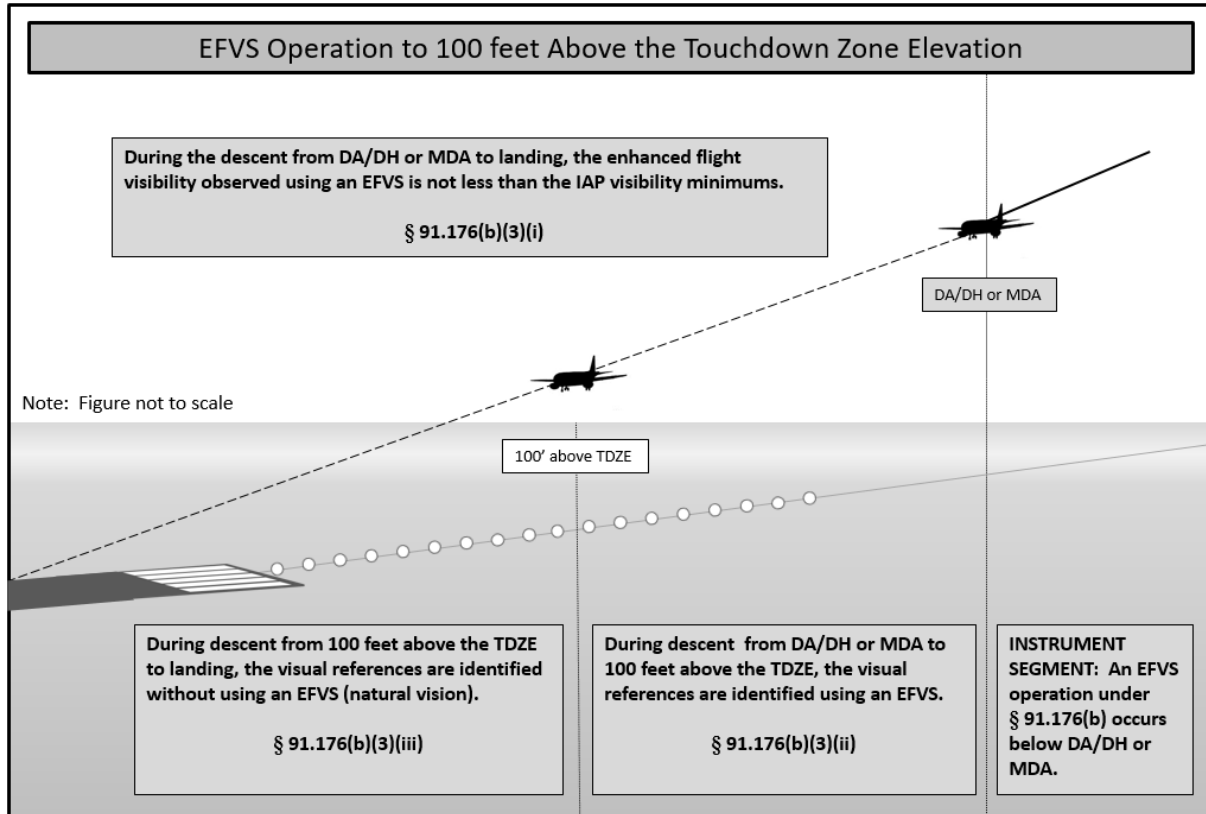 EFVS Operation to 100 feet Above the Touchdown Zone Elevation
During the descent from DA/DH or MDA to landing, the enhanced flight
visibility observed using an EFVS is not less than the IAP visibility minimums.
§ 91.176(b)(3)(i)
DA/DH or MDA
Note:  Figure not to scale
100’ above TDZE
During descent from 100 feet above the TDZE
to landing, the visual references are identified
without using an EFVS (natural vision).
§ 91.176(b)(3)(iii)
During descent  from DA/DH or MDA to
100 feet above the TDZE, the visual
references are identified using an EFVS.
§ 91.176(b)(3)(ii)
INSTRUMENT
SEGMENT:  An EFVS
operation under
§ 91.176(b) occurs
below DA/DH or
MDA.